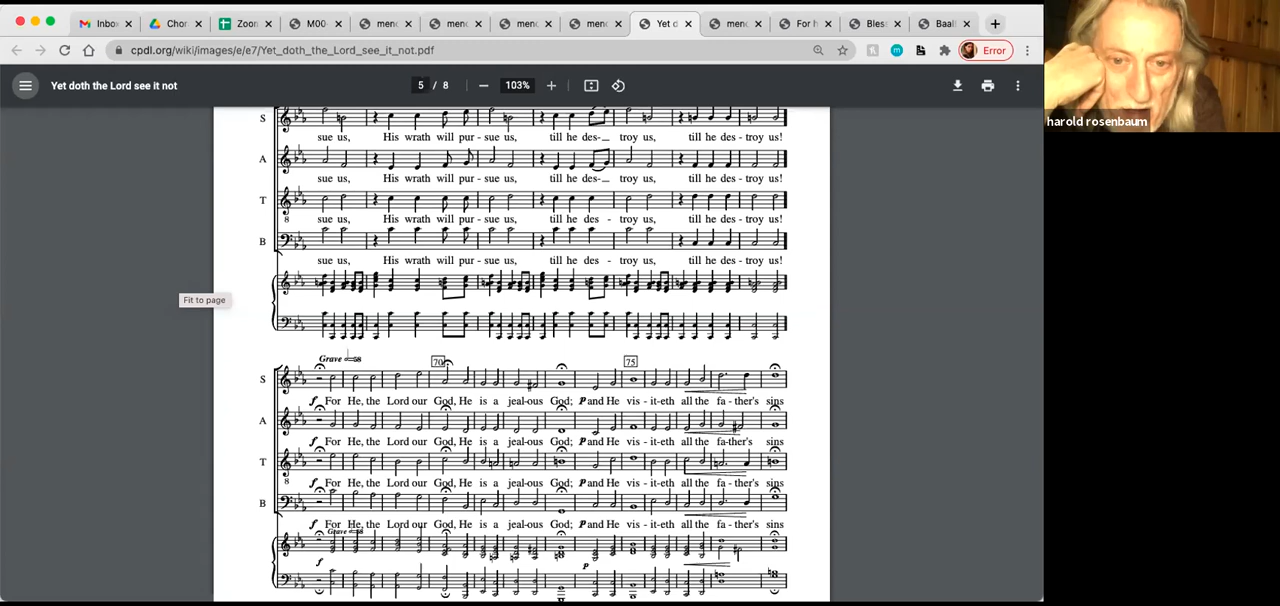 Inbox
Chor
Zoon
M00-
menc
menc
menc
menc
Yet d
menc
For h
Bles
Baal
cpdl.org/wiki/images/e/e7/Yet_doth_the_Lord_see_it_not.pdf
Error
Yet doth the Lord see it not
5 / 8
103%
harold rosenbaum
S
sue us, His wrath will pur - sue us, till he des-_ troy us, till he des - troy us!
A
sue us, His wrath will pur - sue us, till he des-_ troy us, till he des - troy us!
T
8
sue us, His wrath will pur - sue us, till he des - troy us, till he des - troy us!
B
sue us, His wrath will pur - sue us, till he des - troy us, till he des - troy us!
Fit to page
Grave
70
75
S
f For He, the Lord our God, He is a jeal-ous God; p and He vis - it-eth all the fa - ther's sins
A
f For He, the Lord our God, He is a jeal-ous God; p and He vis - it-eth all the fa-ther's sins
T
8
f For He, the Lord our God, He is a jeal-ous God; p and He vis - it-eth all the fa - ther's sins
B
f For He, the Lord our God, He is a jeal-ous God; p and He vis - it-eth all the fa - ther's sins
Grave
f
p